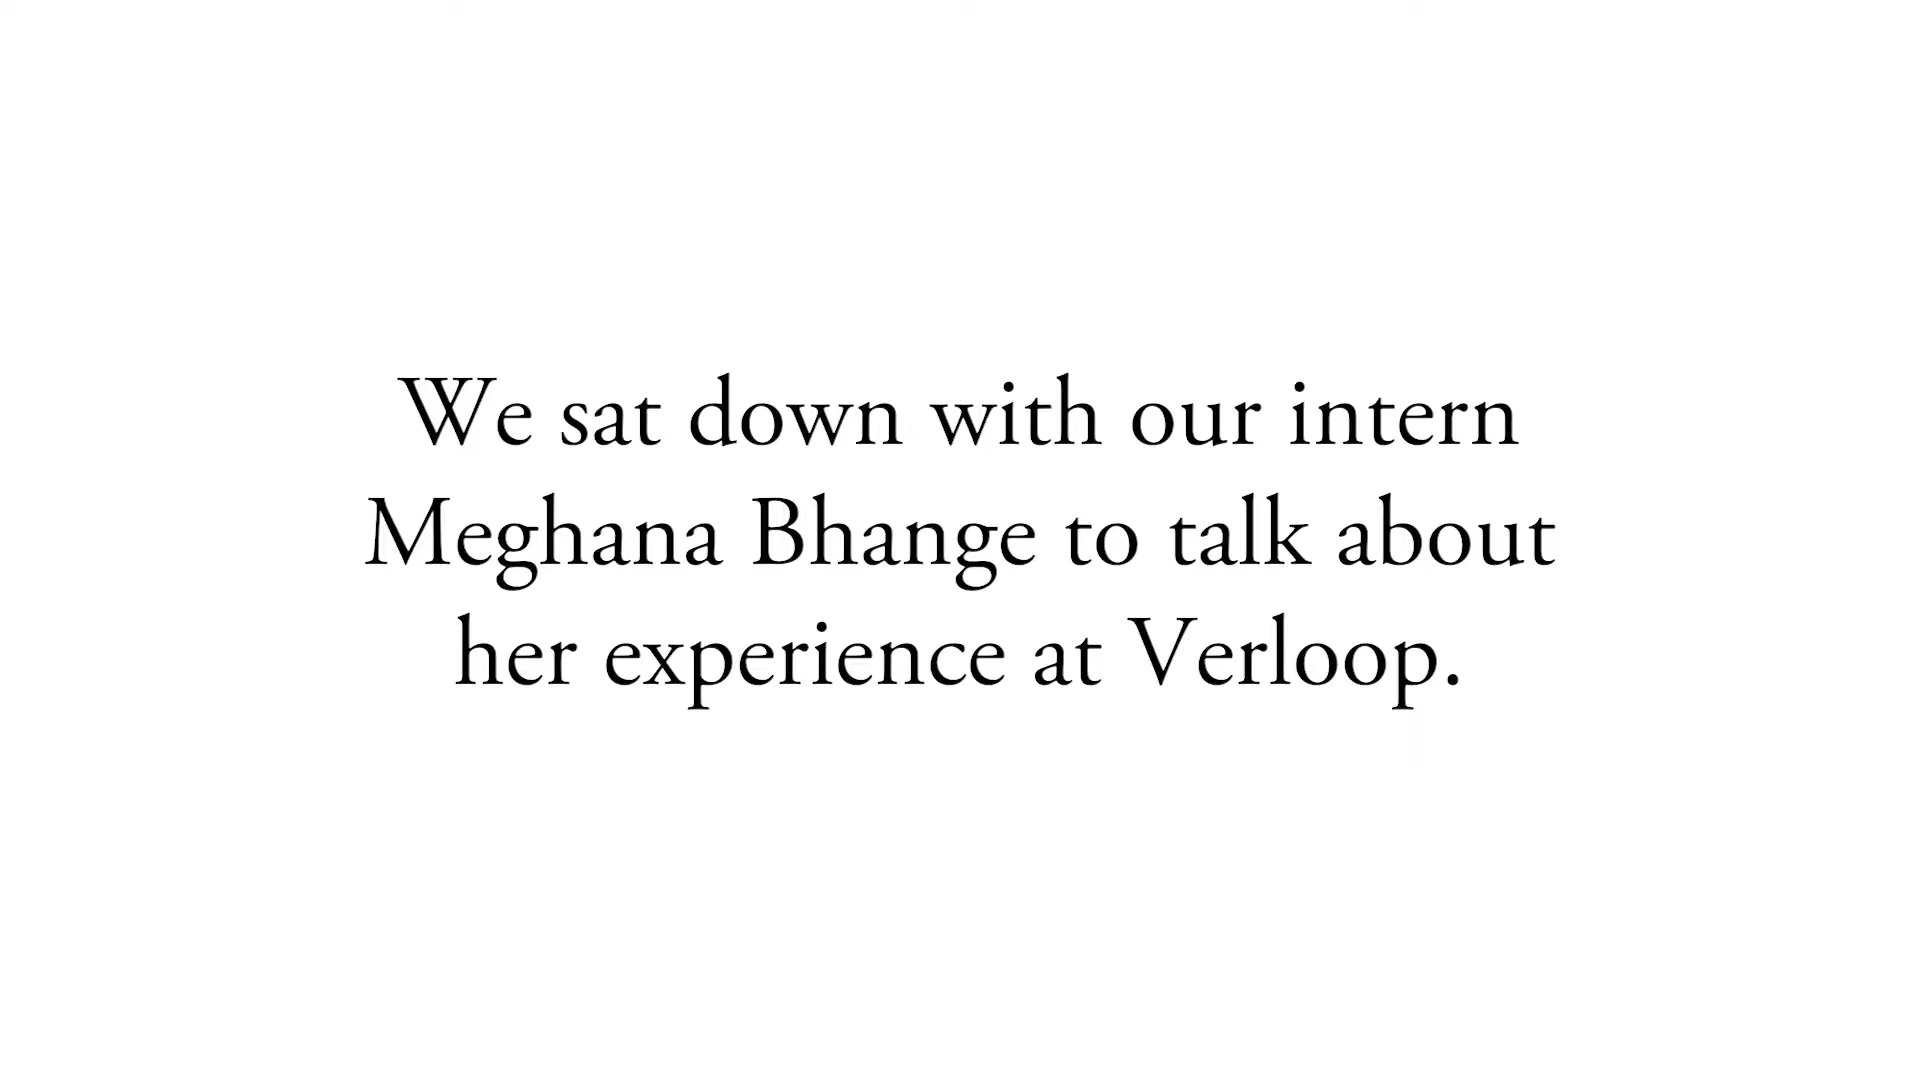 We sat down with our intern
Meghana Bhange to talk about
her experience at Verloop.